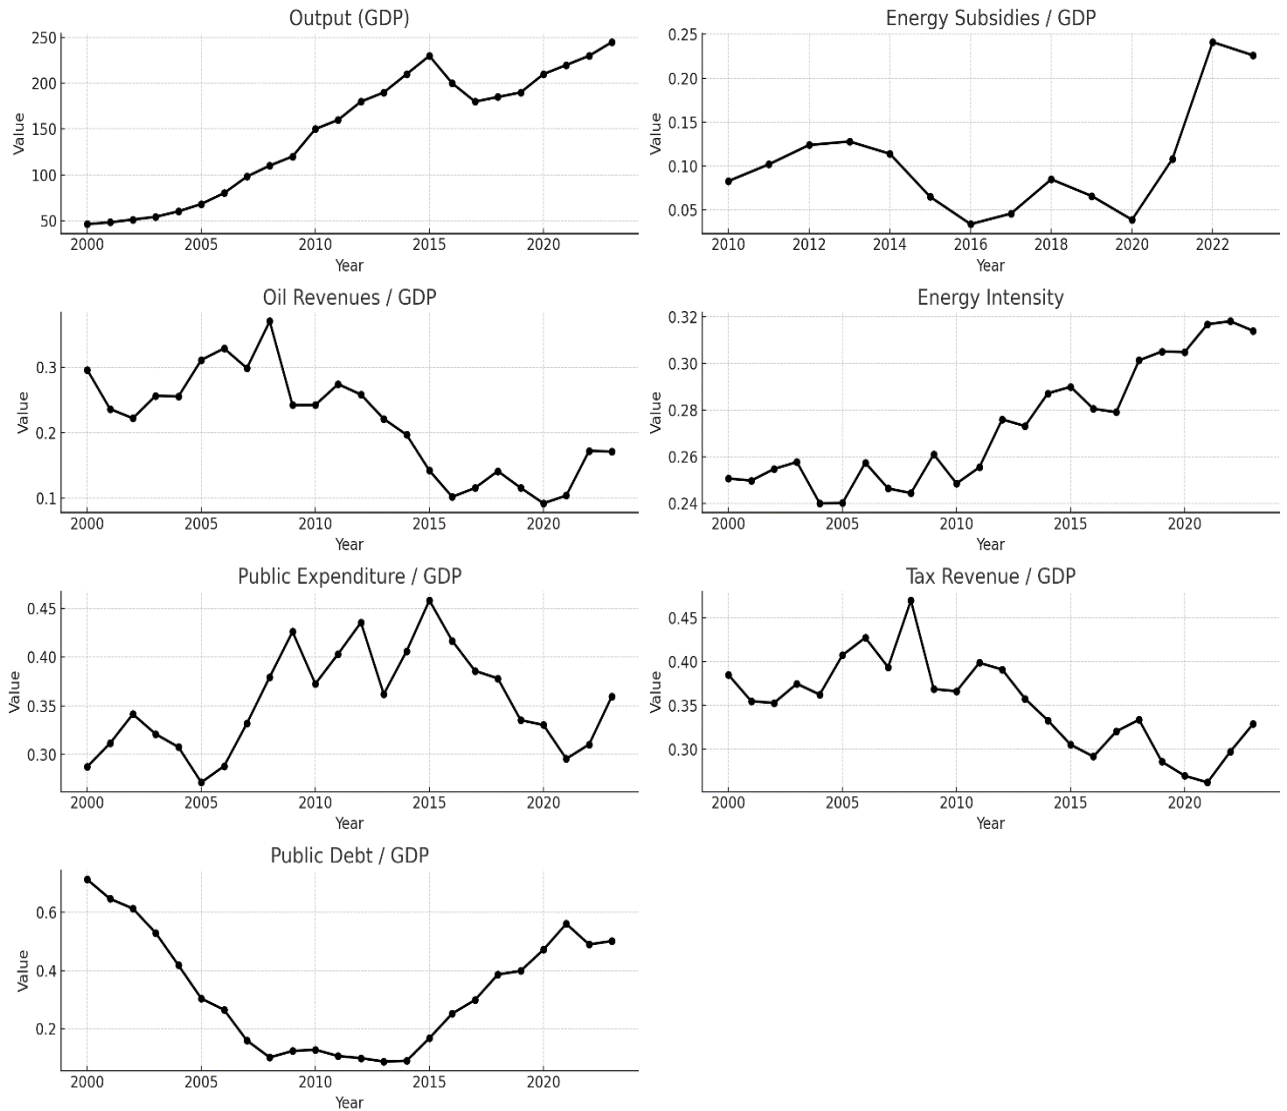 Output (GDP)
250
200
150
100
50
Value
2000 2005 2010 2015 2020
Year
Energy Subsidies / GDP
0.25
0.20
0.15
0.10
0.05
Value
2010 2012 2014 2016 2018 2020 2022
Year
Oil Revenues / GDP
0.3
0.2
0.1
Value
2000 2005 2010 2015 2020
Year
Energy Intensity
0.32
0.30
0.28
0.26
0.24
Value
2000 2005 2010 2015 2020
Year
Public Expenditure / GDP
0.45
0.40
0.35
0.30
Value
2000 2005 2010 2015 2020
Year
Tax Revenue / GDP
0.45
0.40
0.35
0.30
Value
2000 2005 2010 2015 2020
Year
Public Debt / GDP
0.6
0.4
0.2
Value
2000 2005 2010 2015 2020
Year